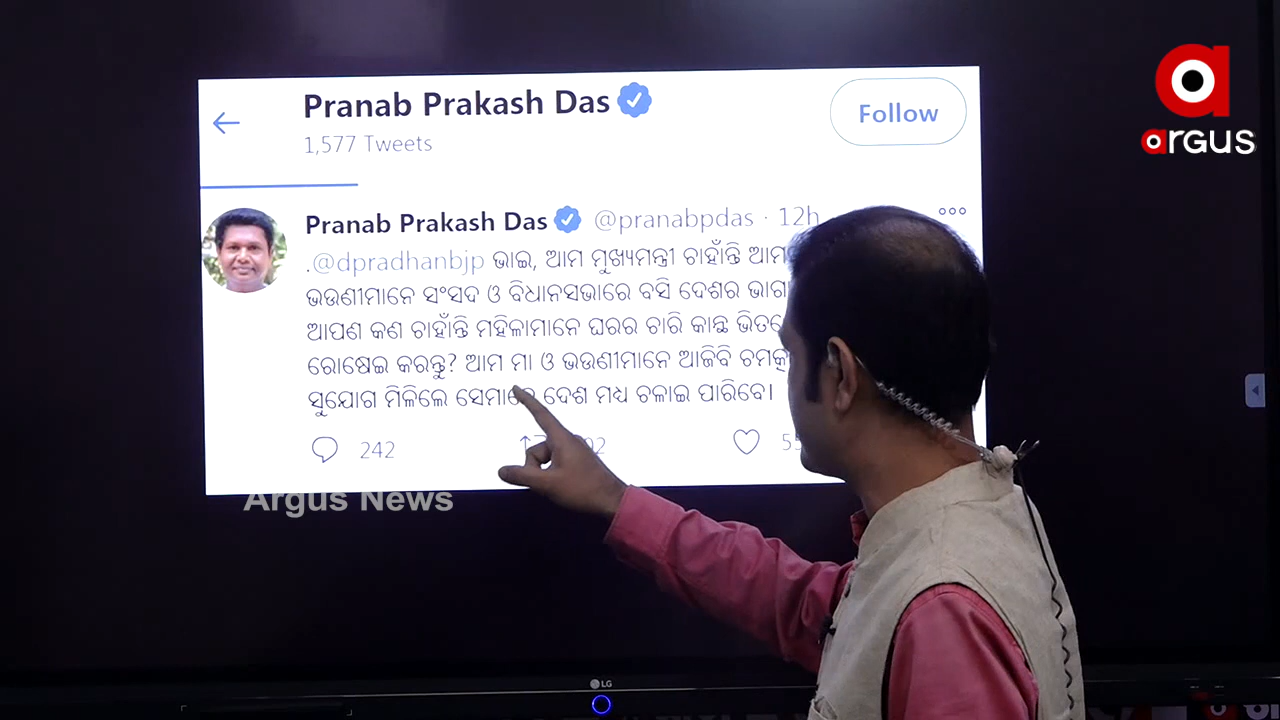 Pranab Prakash Das
1,577 Tweets
Follow
argus
Pranab Prakash Das @pranabpdas · 12h
.@dpradhanbjp ଭାଇ, ଆମ ମୁଖ୍ୟମନ୍ତ୍ରୀ ଚାହାଁନ୍ତି ଆମ
ଭଉଣୀମାନେ ସଂସଦ ଓ ବିଧାନସଭାରେ ବସି ଦେଶର
ଆପଣ କଣ ଚାହାଁନ୍ତି ମହିଳାମାନେ ଘରର ଚାରି କାନ୍ଥ
ରୋଷେଇ କରନ୍ତୁ? ଆମ ମା ଓ ଭଉଣୀମାନେ ଆଜିବି
ସୁଯୋଗ ମିଳିଲେ ଦେଶ ମଧ୍ୟ ଚଳାଇ ପାରିବେ।
242
Argus News
LG